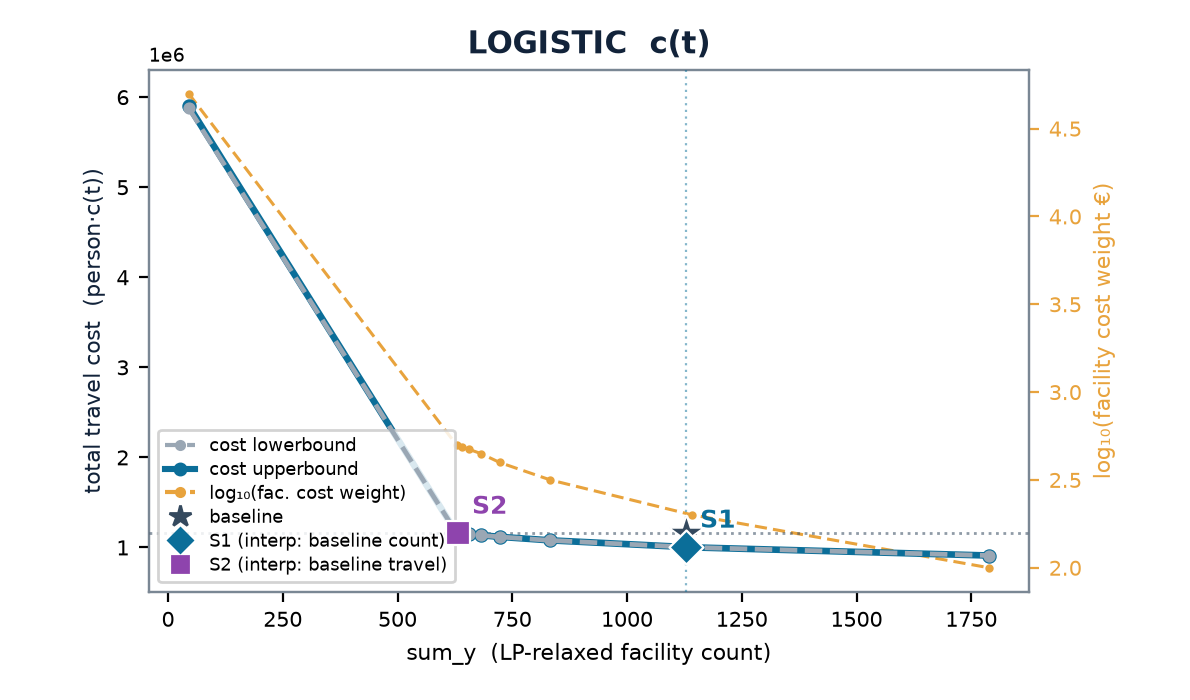 LOGISTIC  c(t)
1e6
6
5
4
3
2
1
total travel cost  (person·c(t))
4.5
4.0
3.5
3.0
2.5
2.0
log₁₀(facility cost weight €)
cost lowerbound
cost upperbound
log₁₀(fac. cost weight)
baseline
S1 (interp: baseline count)
S2 (interp: baseline travel)
S2
S1
0
250
500
750
1000
1250
1500
1750
sum_y  (LP-relaxed facility count)